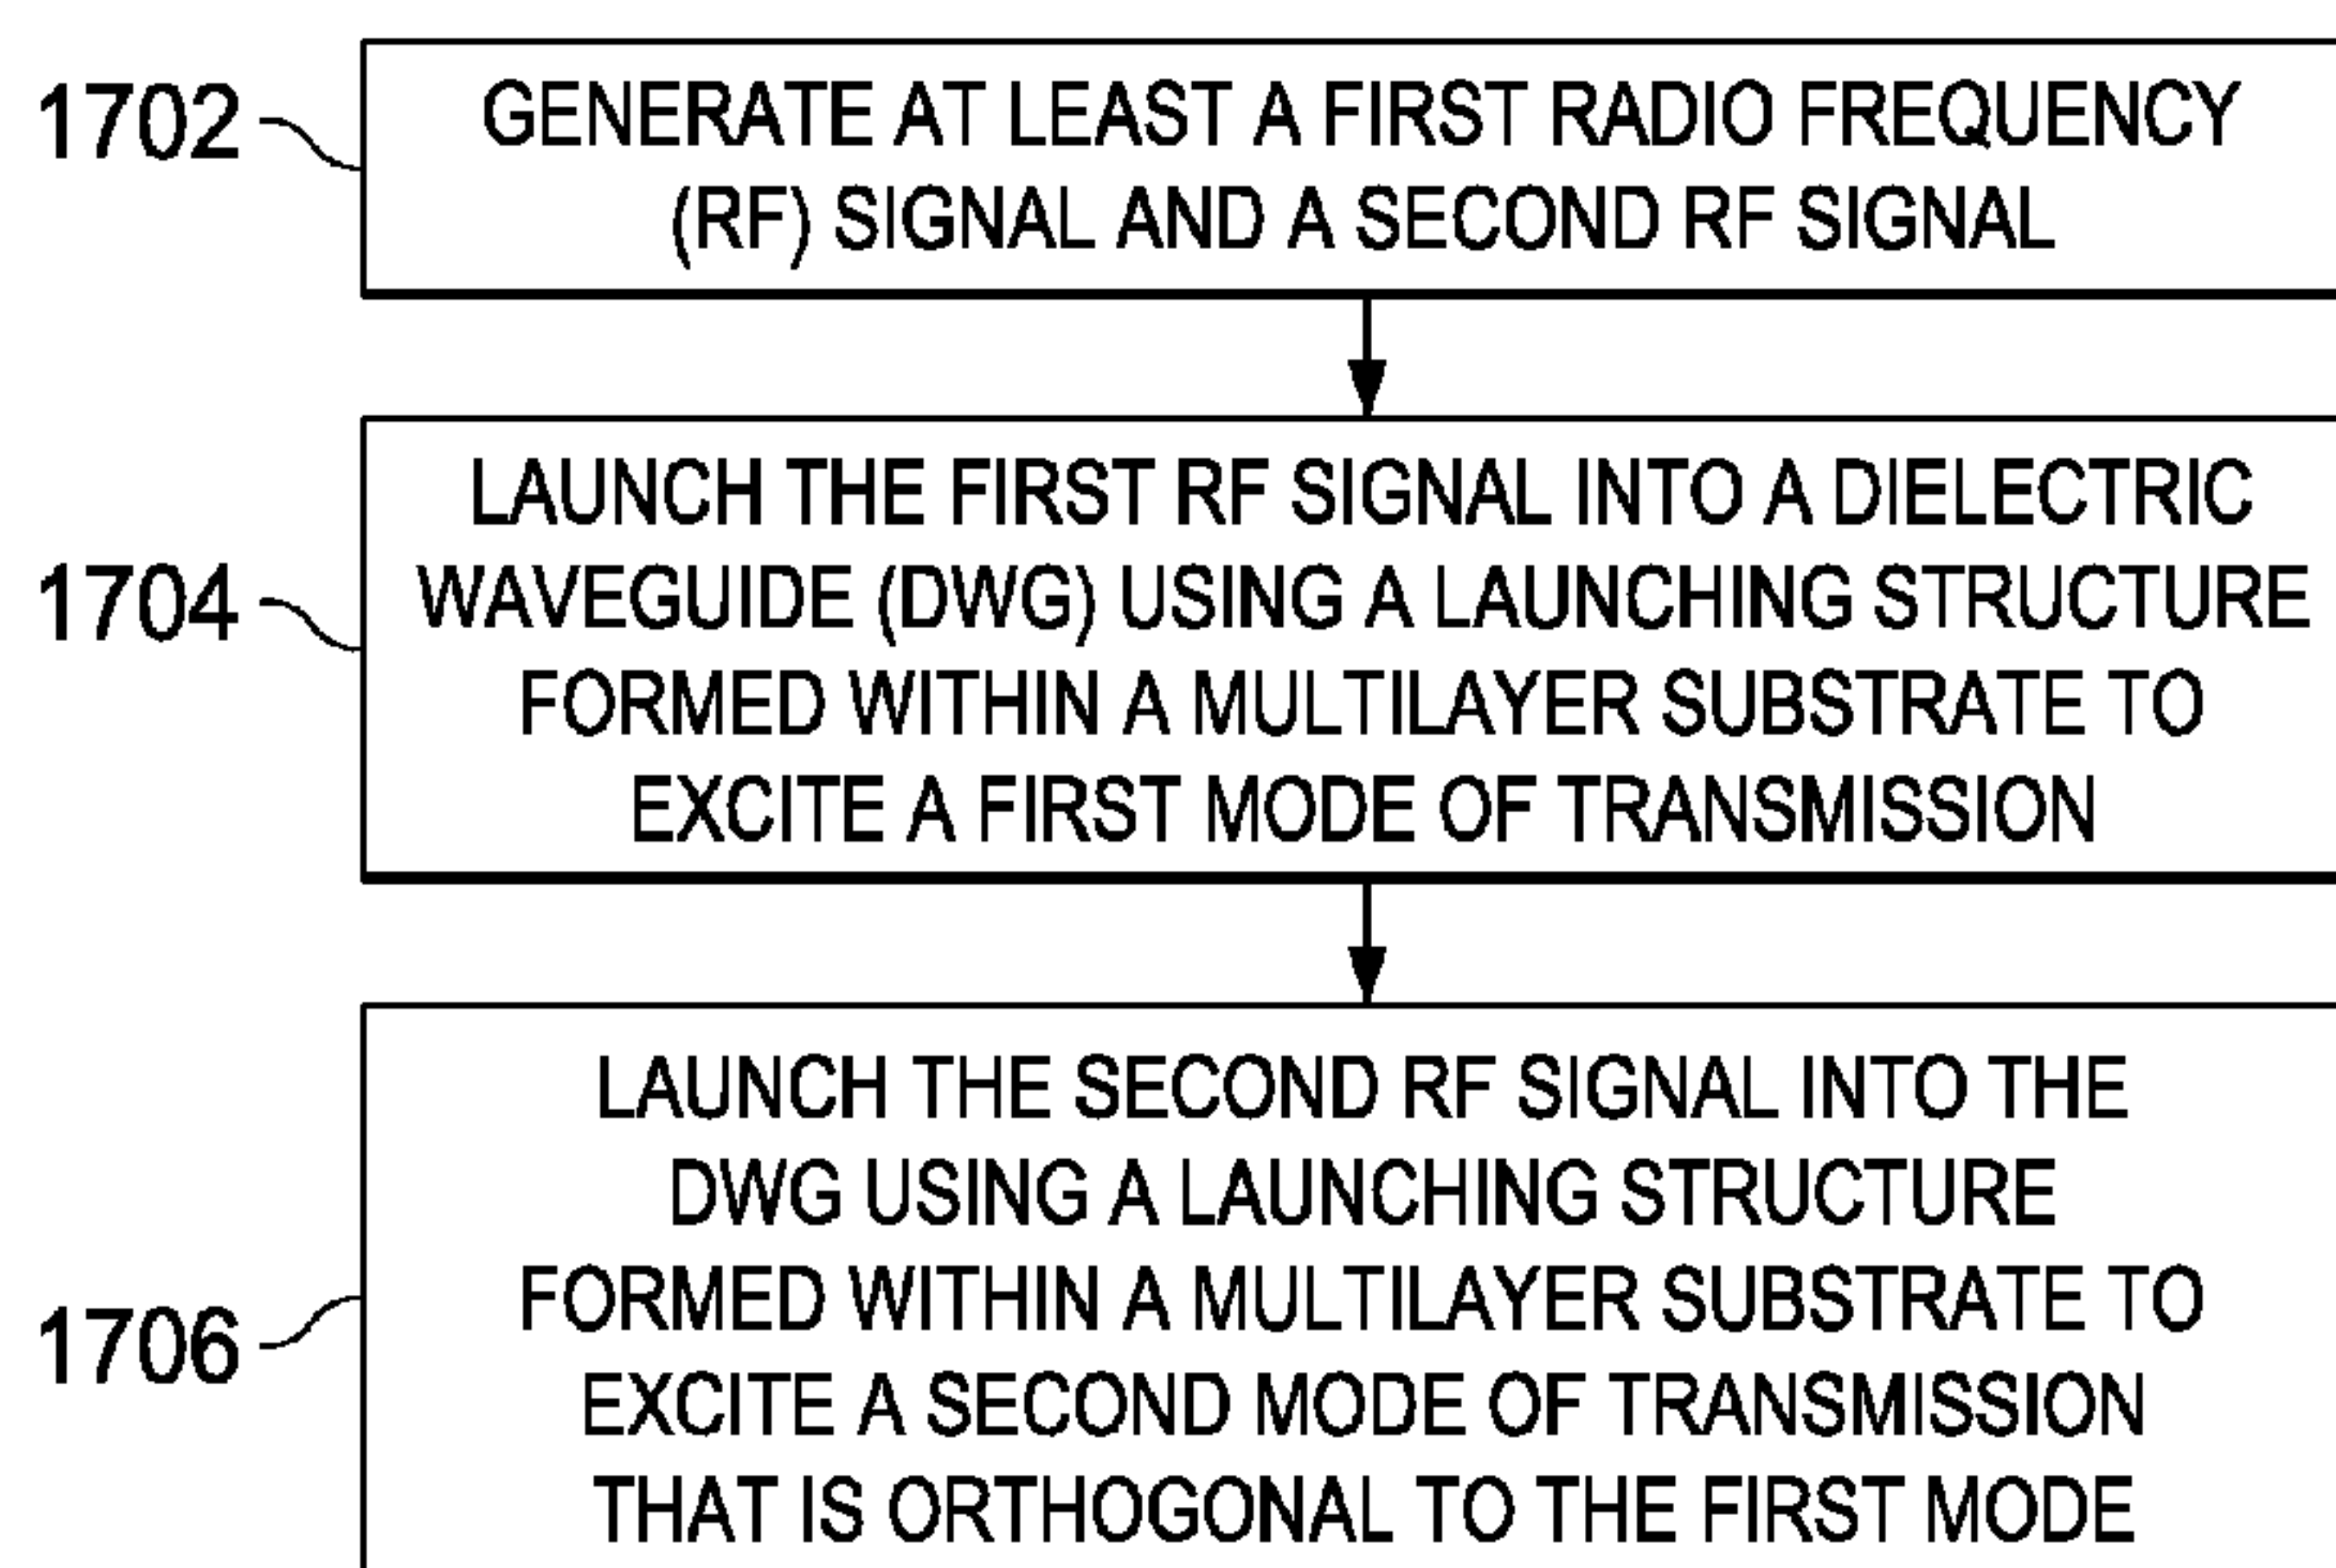 1702
GENERATE AT LEAST A FIRST RADIO FREQUENCY
(RF) SIGNAL AND A SECOND RF SIGNAL
1704
LAUNCH THE FIRST RF SIGNAL INTO A DIELECTRIC
WAVEGUIDE (DWG) USING A LAUNCHING STRUCTURE
FORMED WITHIN A MULTILAYER SUBSTRATE TO
EXCITE A FIRST MODE OF TRANSMISSION
1706
LAUNCH THE SECOND RF SIGNAL INTO THE
DWG USING A LAUNCHING STRUCTURE
FORMED WITHIN A MULTILAYER SUBSTRATE TO
EXCITE A SECOND MODE OF TRANSMISSION
THAT IS ORTHOGONAL TO THE FIRST MODE